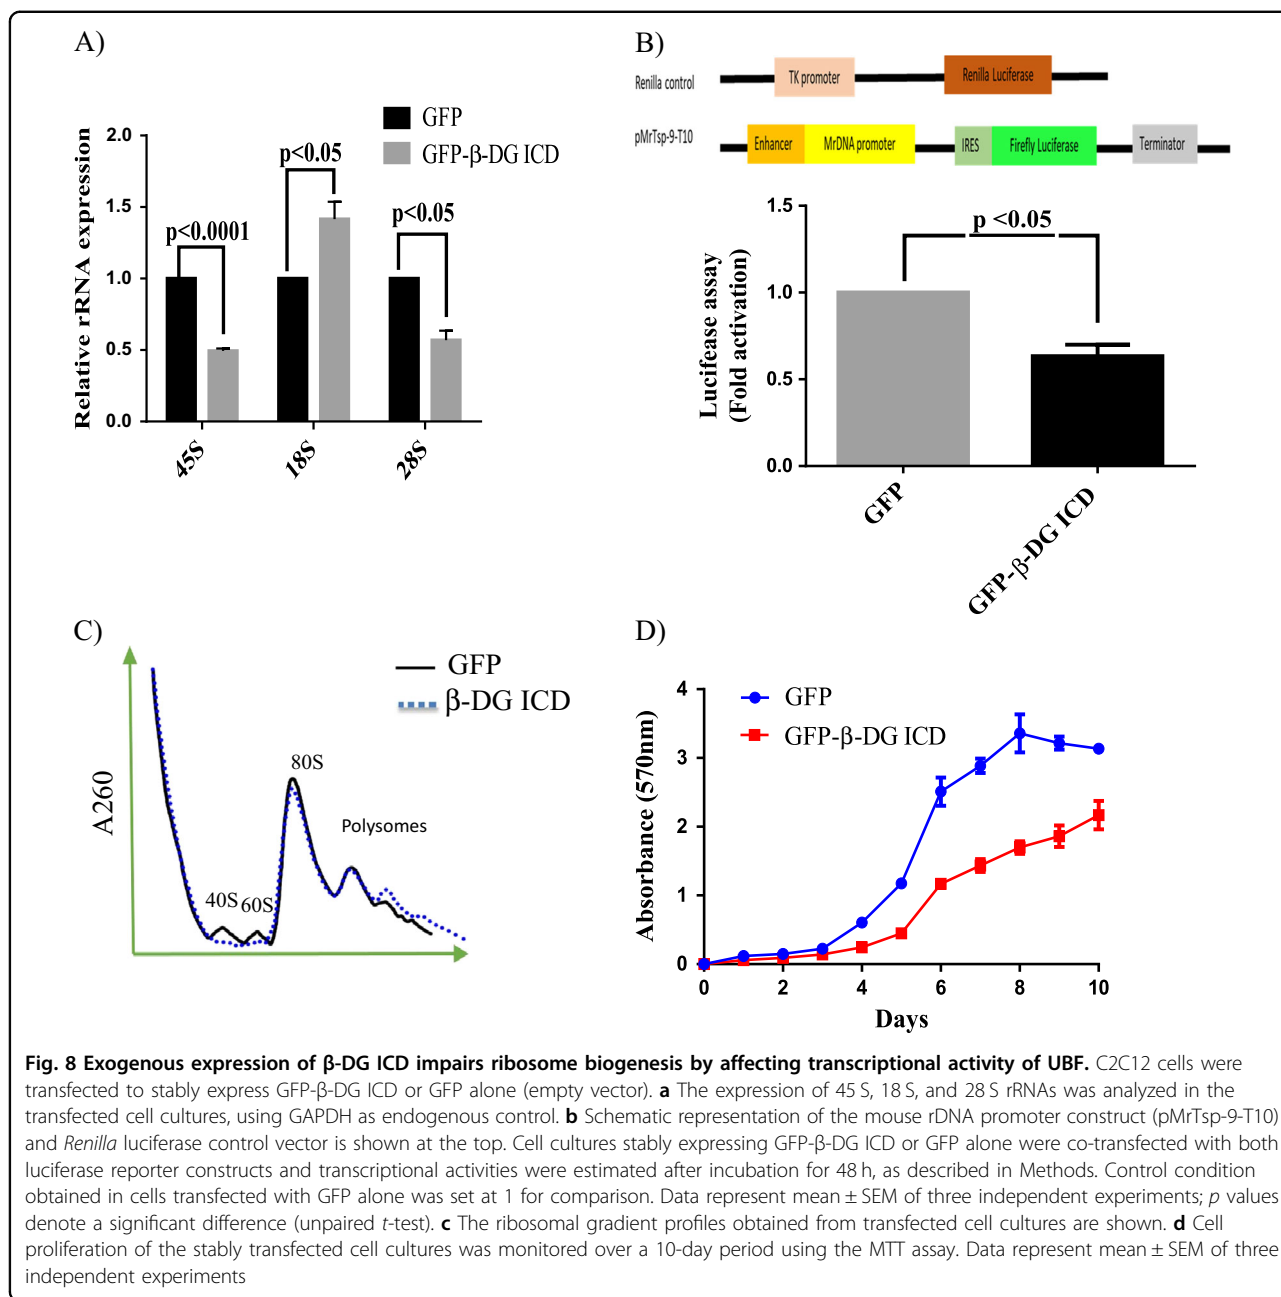 A)
GFP
GFP-β-DG ICD
Relative rRNA expression
2.0
1.5
1.0
0.5
0.0
p<0.0001
p<0.05
p<0.05
45S
18S
28S
B)
Renilla control
TK promoter
Renilla Luciferase
pMrTsp-9-T10
Enhancer
MrDNA promoter
IRES
Firefly Luciferase
Terminator
Lucifease assay
(Fold activation)
1.5
1.0
0.5
0.0
p <0.05
GFP
GFP-β-DG ICD
C)
GFP
β-DG ICD
A260
40S
60S
80S
Polysomes
D)
GFP
GFP-β-DG ICD
Absorbance (570nm)
4
3
2
1
0
0
2
4
6
8
10
Days
Fig. 8 Exogenous expression of β-DG ICD impairs ribosome biogenesis by affecting transcriptional activity of UBF. C2C12 cells were
transfected to stably express GFP-β-DG ICD or GFP alone (empty vector). a The expression of 45 S, 18 S, and 28 S rRNAs was analyzed in the
transfected cell cultures, using GAPDH as endogenous control. b Schematic representation of the mouse rDNA promoter construct (pMrTsp-9-T10)
and Renilla luciferase control vector is shown at the top. Cell cultures stably expressing GFP-β-DG ICD or GFP alone were co-transfected with both
luciferase reporter constructs and transcriptional activities were estimated after incubation for 48 h, as described in Methods. Control condition
obtained in cells transfected with GFP alone was set at 1 for comparison. Data represent mean ± SEM of three independent experiments; p values
denote a significant difference (unpaired t-test). c The ribosomal gradient profiles obtained from transfected cell cultures are shown. d Cell
proliferation of the stably transfected cell cultures was monitored over a 10-day period using the MTT assay. Data represent mean ± SEM of three
independent experiments